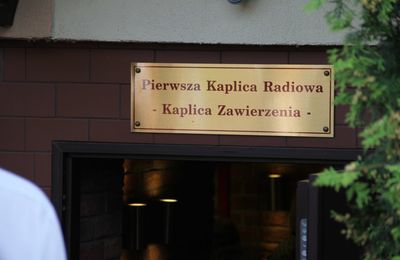 Pierwsza Kaplica Radiowa
- Kaplica Zawierzenia -